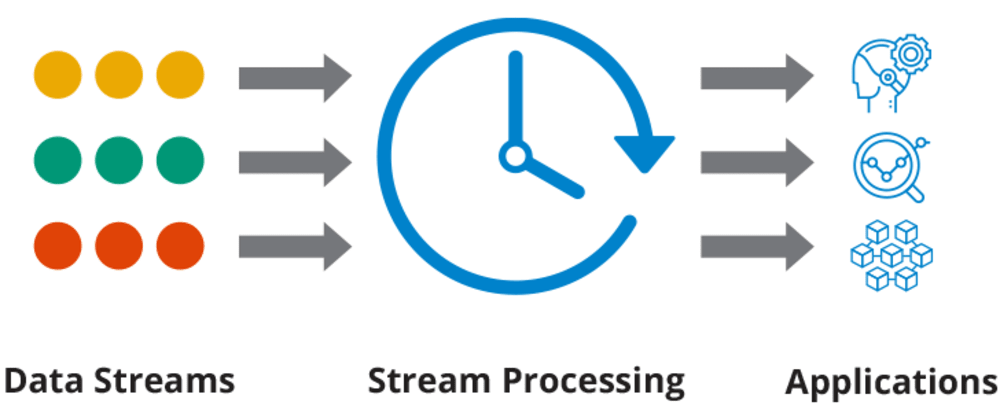 Data Streams
Stream Processing
Applications